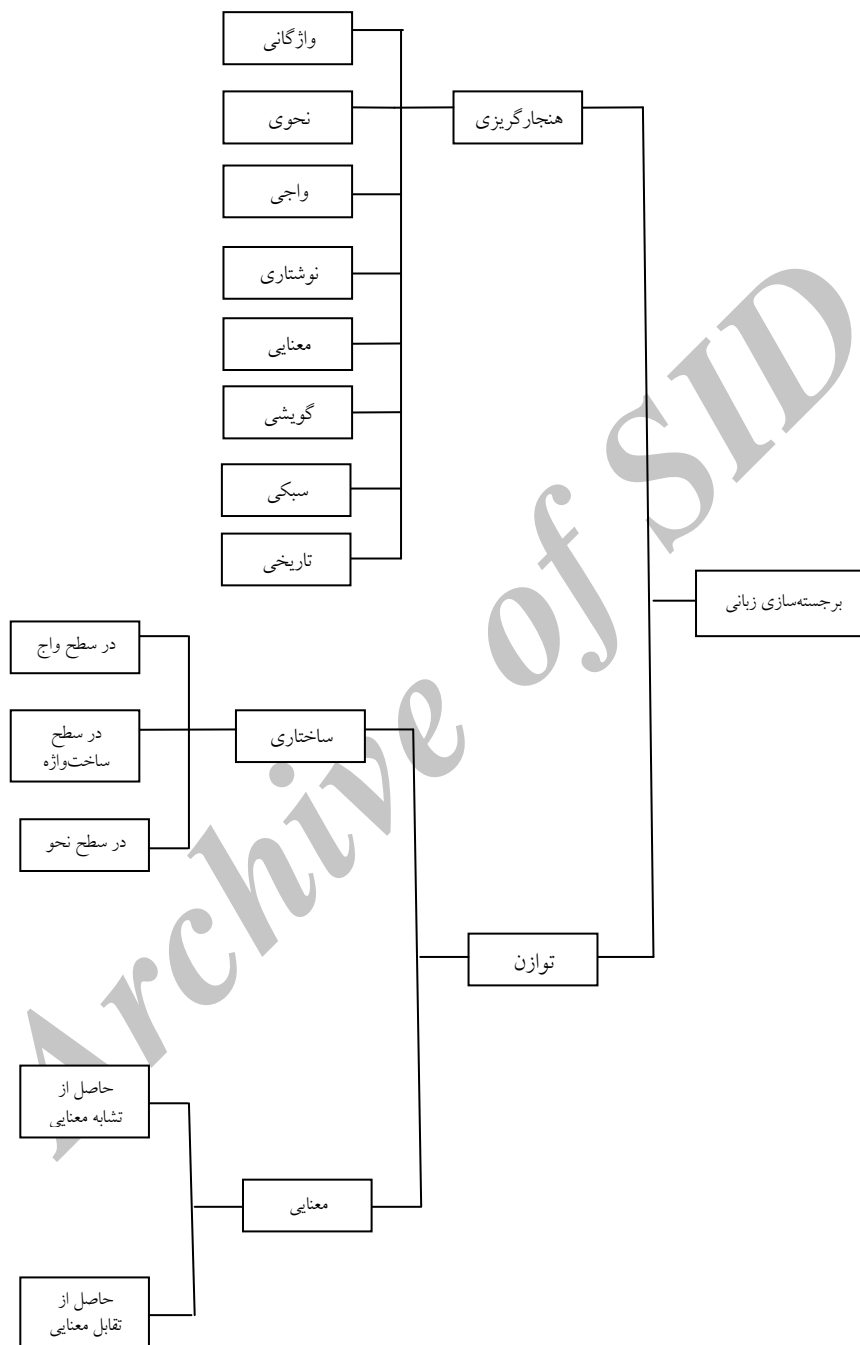 برجسته‌سازی زبانی
هنجارگریزی
واژگانی
نحوی
واجی
نوشتاری
معنایی
گویشی
سبکی
تاریخی
توازن
ساختاری
در سطح واج
در سطح
ساخت‌واژه
در سطح نحو
معنایی
حاصل از
تشابه معنایی
حاصل از
تقابل معنایی
Archive of SID